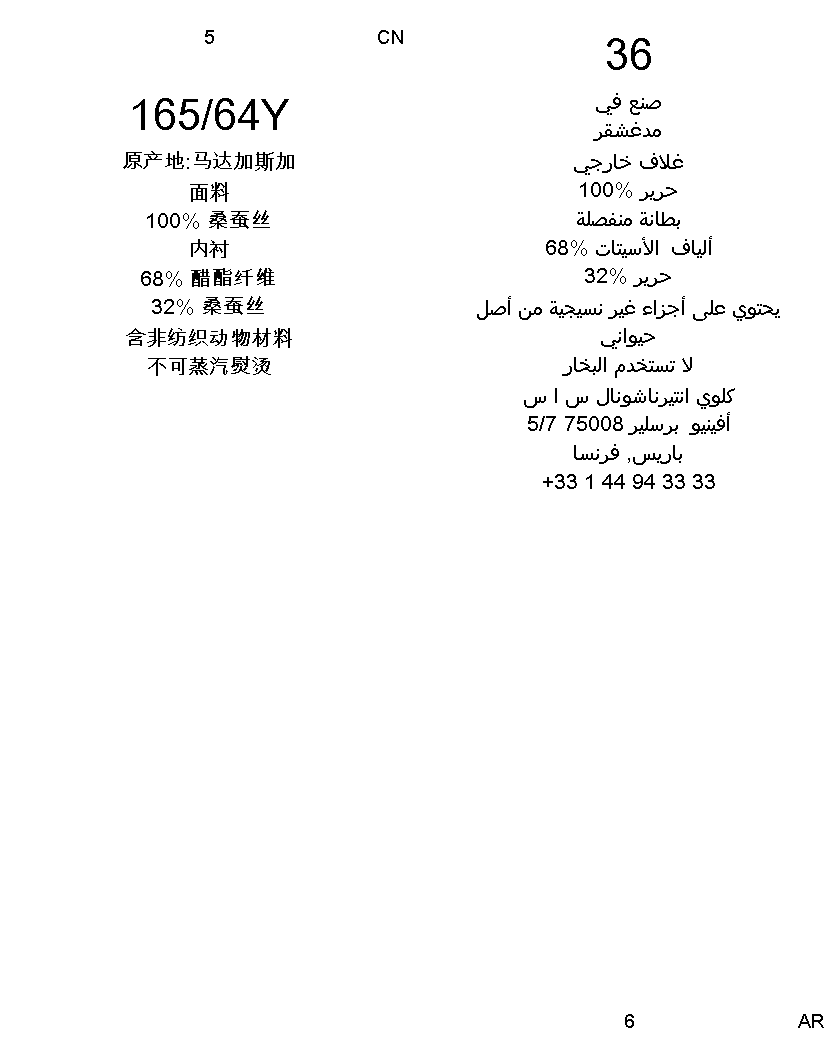 5 CN
165/64Y
原产地:马达加斯加
面料
100% 桑蚕丝
内衬
68% 醋酯纤维
32% 桑蚕丝
含非纺织动物材料
不可蒸汽熨烫
36
صنع في
مدغشقر
غلاف خارجي
حرير 100%
بطانة منفصلة
ألياف الأسيتات 68%
حرير 32%
يحتوي على أجزاء غير نسيجية من أصل
حيواني
لا تستخدم البخار
كلوي انتيرناشونال س ا س
أفينيو برسلير 75008 5/7
باريس, فرنسا
+33 1 44 94 33 33
6 AR